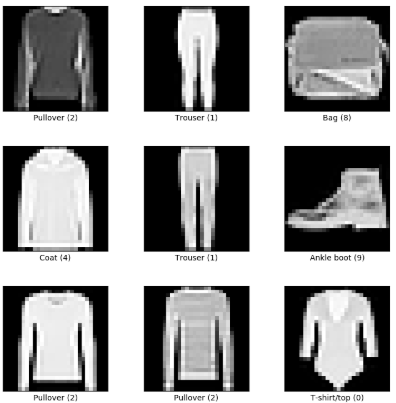 Pullover (2)
Trouser (1)
Bag (8)
Coat (4)
Trouser (1)
Ankle boot (9)
Pullover (2)
Pullover (2)
T-shirt/top (0)